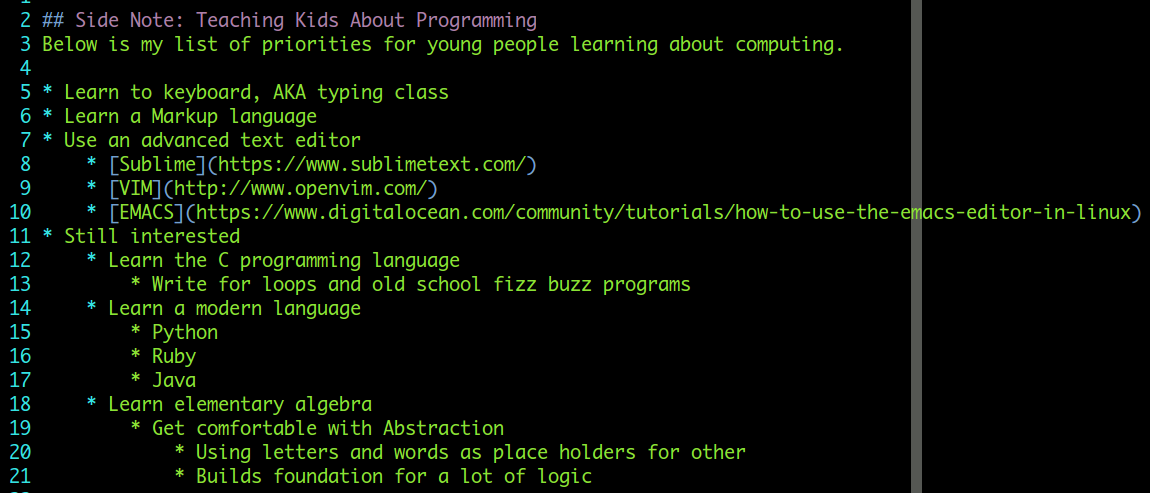 2 ## Side Note: Teaching Kids About Programming
3 Below is my list of priorities for young people learning about computing.
4
5 * Learn to keyboard, AKA typing class
6 * Learn a Markup language
7 * Use an advanced text editor
8     * [Sublime](https://www.sublimetext.com/)
9     * [VIM](http://www.openvim.com/)
10     * [EMACS](https://www.digitalocean.com/community/tutorials/how-to-use-the-emacs-editor-in-linux)
11 * Still interested
12     * Learn the C programming language
13         * Write for loops and old school fizz buzz programs
14     * Learn a modern language
15         * Python
16         * Ruby
17         * Java
18     * Learn elementary algebra
19         * Get comfortable with Abstraction
20             * Using letters and words as place holders for other
21             * Builds foundation for a lot of logic